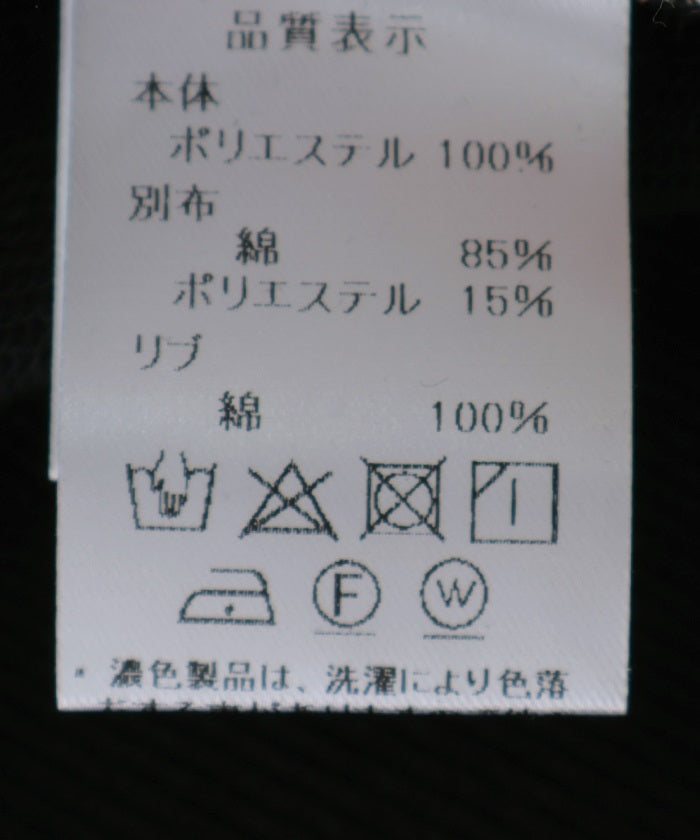 品質表示
本体
ポリエステル 100%
別布
綿 85%
ポリエステル 15%
リブ
綿 100%
F W
* 濃色製品は、洗濯により色落